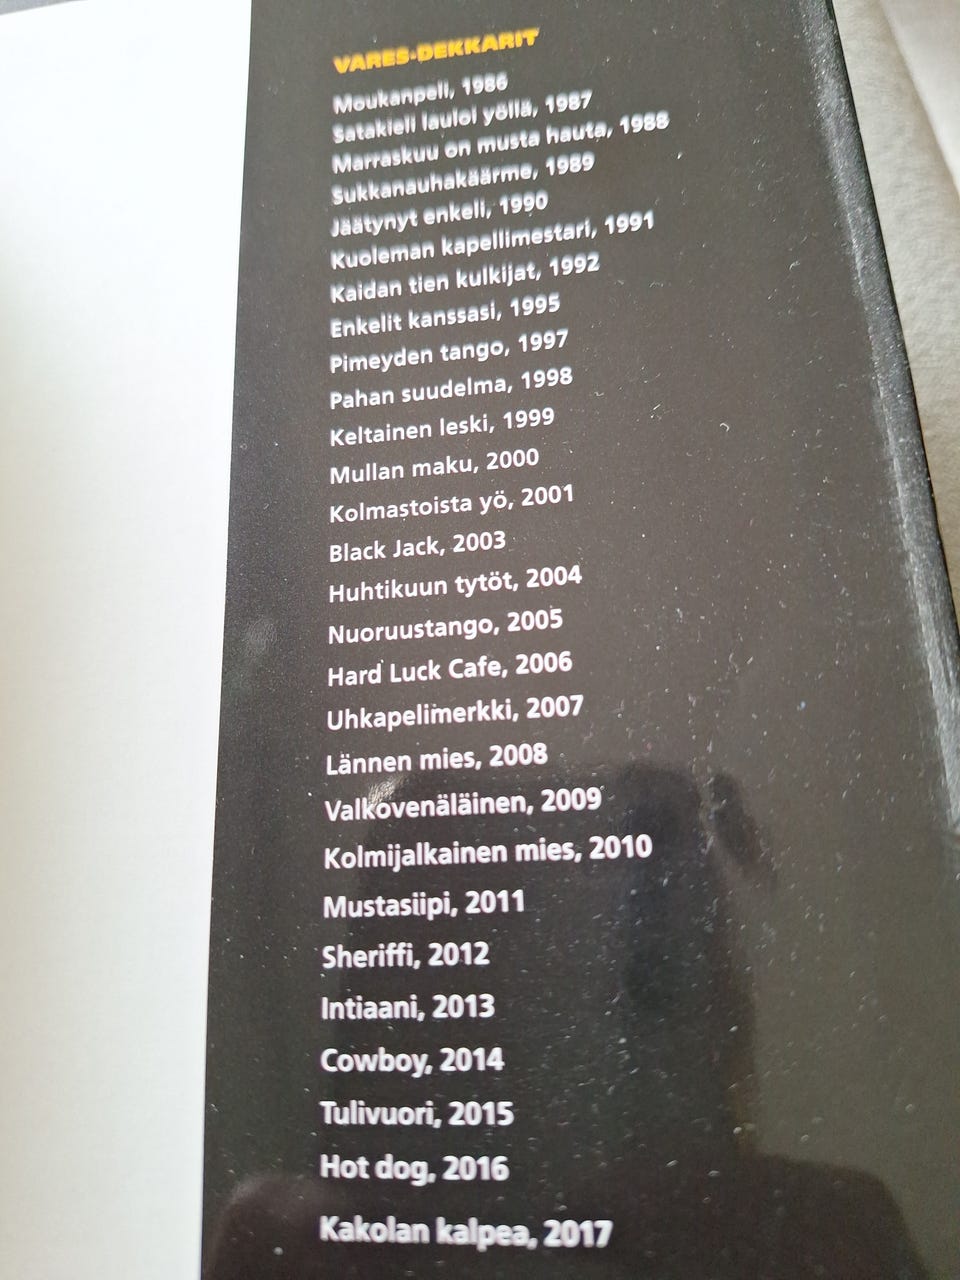 VARES-DEKKARIT
Moukanpeli, 1986
Satakieli lauloi yöllä, 1987
Marraskuu on musta hauta, 1988
Sukkanauhakäärme, 1989
Jäätynyt enkeli, 1990
Kuoleman kapellimestari, 1991
Kaidan tien kulkijat, 1992
Enkelit kanssasi, 1995
Pimeyden tango, 1997
Pahan suudelma, 1998
Keltainen leski, 1999
Mullan maku, 2000
Kolmastoista yö, 2001
Black Jack, 2003
Huhtikuun tytöt, 2004
Nuoruustango, 2005
Hard Luck Cafe, 2006
Uhkapelimerkki, 2007
Lännen mies, 2008
Valkovenäläinen, 2009
Kolmijalkainen mies, 2010
Mustasiipi, 2011
Sheriffi, 2012
Intiaani, 2013
Cowboy, 2014
Tulivuori, 2015
Hot dog, 2016
Kakolan kalpea, 2017